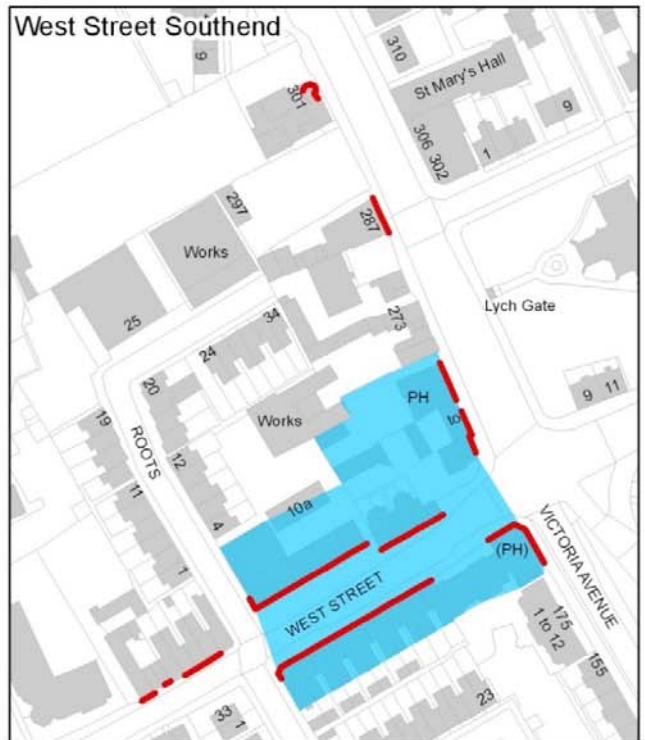 West Street Southend
9
310
St Mary's Hall
301
9
306
302
1
297
287
Works
Lych Gate
273
25
34
24
20
PH
9 11
to
Works
19
ROOTS
12
11
10a
4
VICTORIA AVENUE
(PH)
1
WEST STREET
175
1 to 12
155
23
33
1